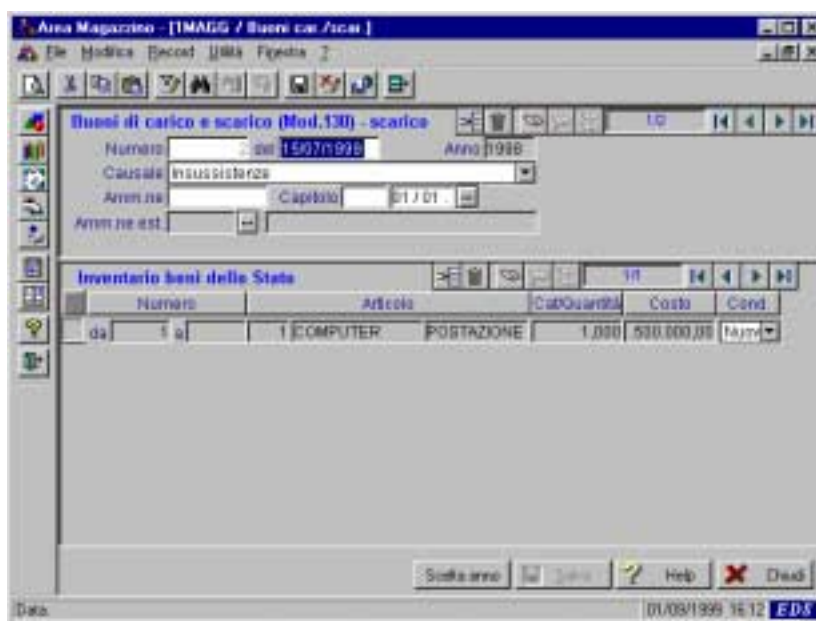 Area Magazzino - [1MAGG / Buoni car./scar.]
File Modifica Record Utilità Finestra ?
Buoni di carico e scarico (Mod.130) - scarico 1/2
Numero del 15/07/1998 Anno 1998
Causale Insussistenza
Amm.ne Capitolo 01 / 01 .
Amm.ne est.
Inventario beni dello Stato 1/1
Numero Articolo Cat/Quantità Costo Cond.
da 1 a 1 COMPUTER POSTAZIONE 1,000 500.000,00
Scelta anno Salva Help Chiudi
Data 01/09/1999 16:12 EDS